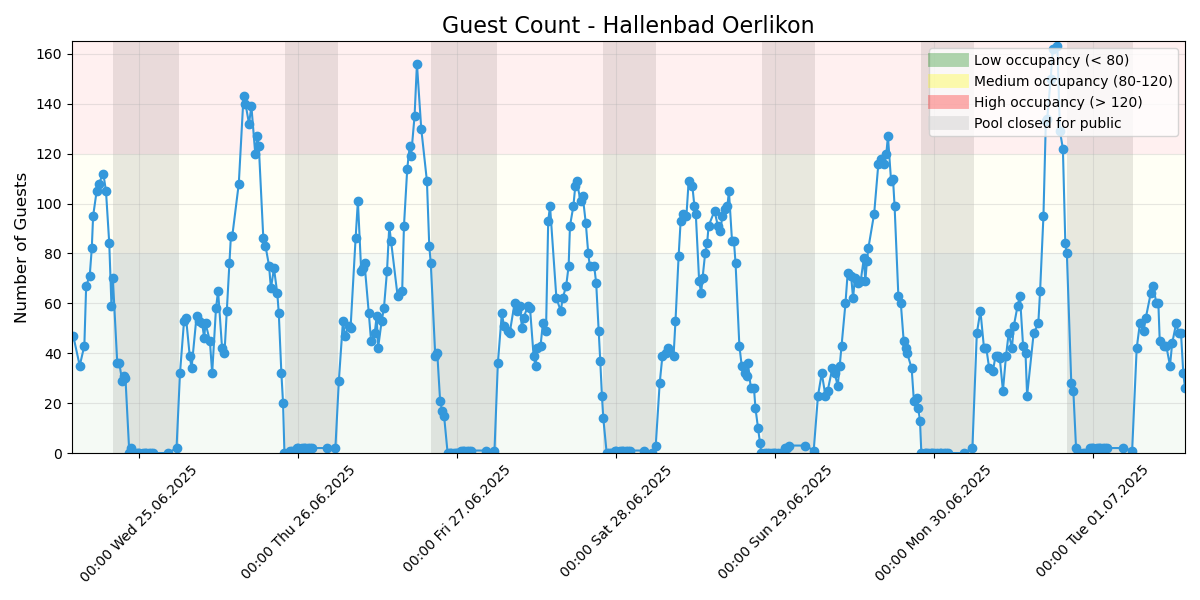 Guest Count - Hallenbad Oerlikon
Number of Guests
160
140
120
100
80
60
40
20
0
Low occupancy (< 80)
Medium occupancy (80-120)
High occupancy (> 120)
Pool closed for public
00:00 Wed 25.06.2025
00:00 Thu 26.06.2025
00:00 Fri 27.06.2025
00:00 Sat 28.06.2025
00:00 Sun 29.06.2025
00:00 Mon 30.06.2025
00:00 Tue 01.07.2025